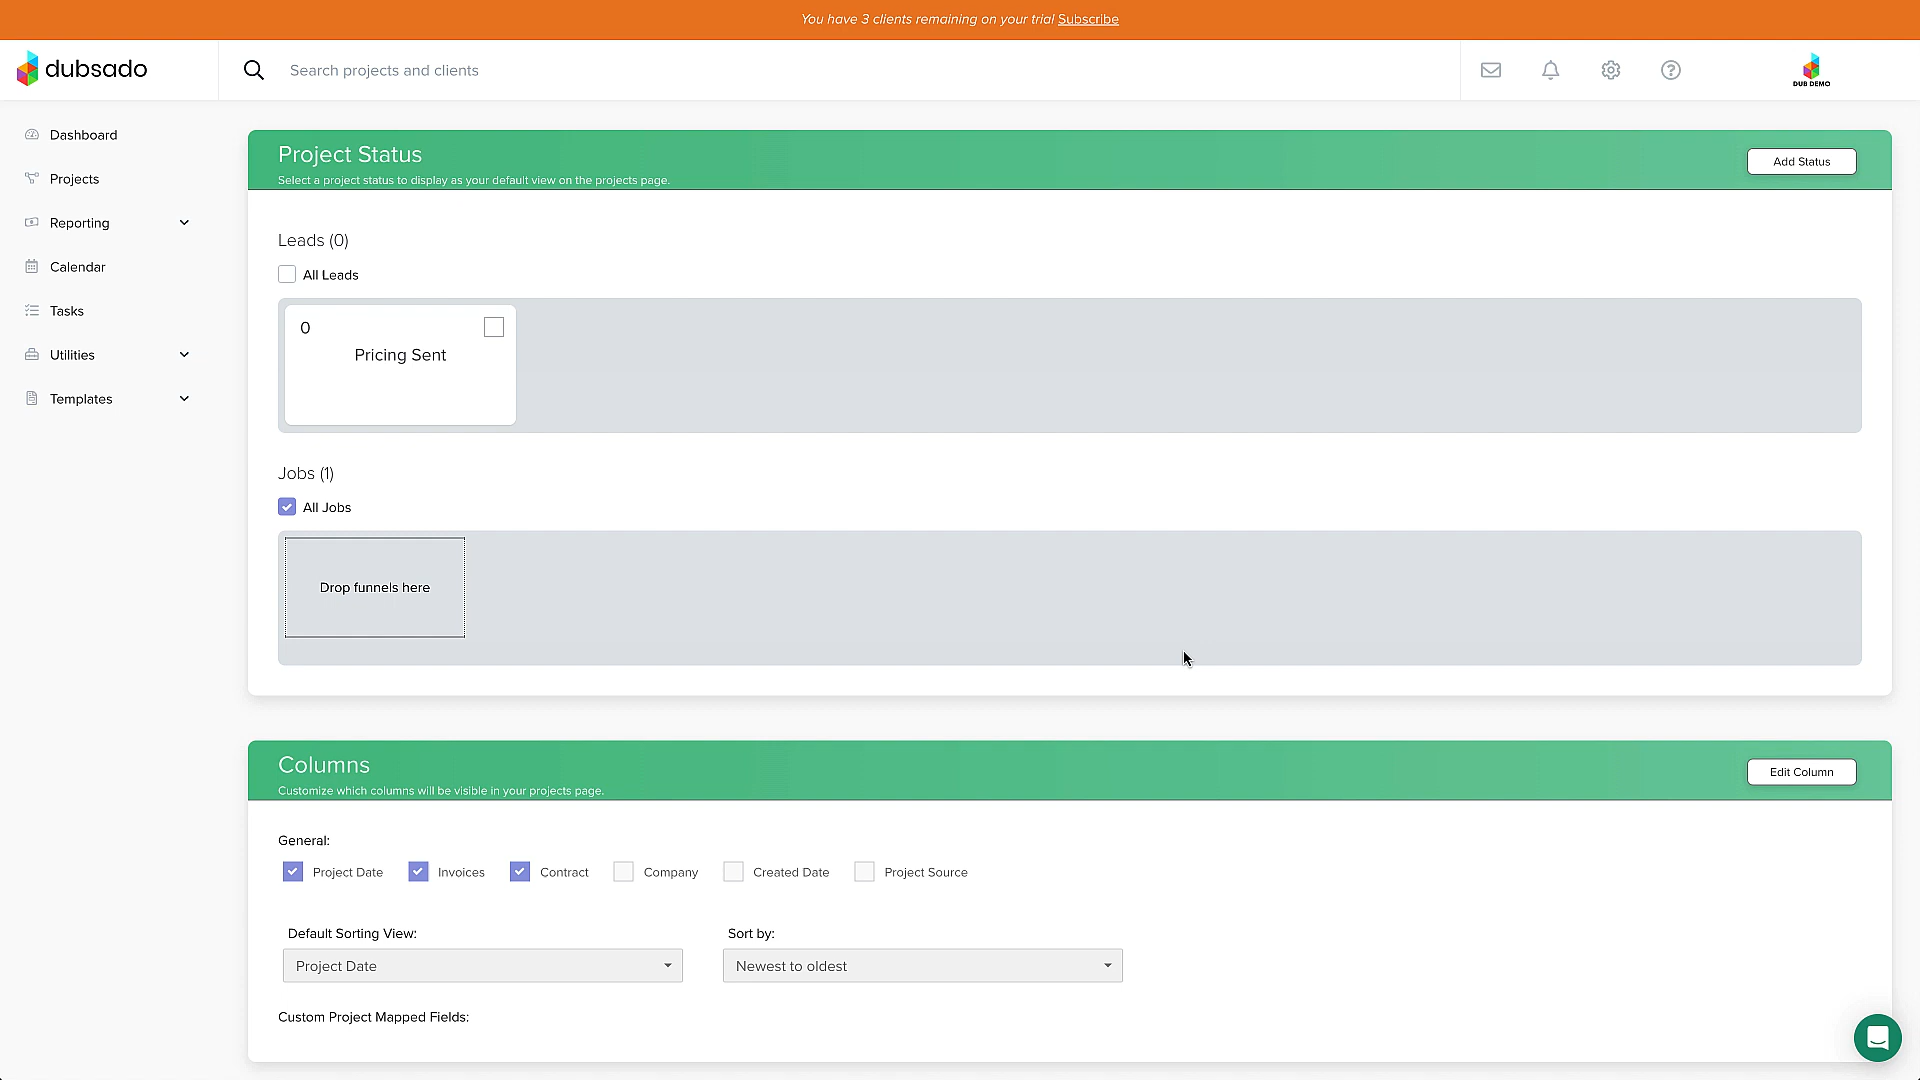 You have 3 clients remaining on your trial Subscribe
dubsado
Search projects and clients
DUB DEMO
Dashboard
Projects
Reporting
Calendar
Tasks
Utilities
Templates
Project Status
Select a project status to display as your default view on the projects page.
Add Status
Leads (0)
All Leads
0
Pricing Sent
Jobs (1)
All Jobs
Drop funnels here
Columns
Customize which columns will be visible in your projects page.
Edit Column
General:
Project Date Invoices Contract Company Created Date Project Source
Default Sorting View: Sort by:
Project Date Newest to oldest
Custom Project Mapped Fields: